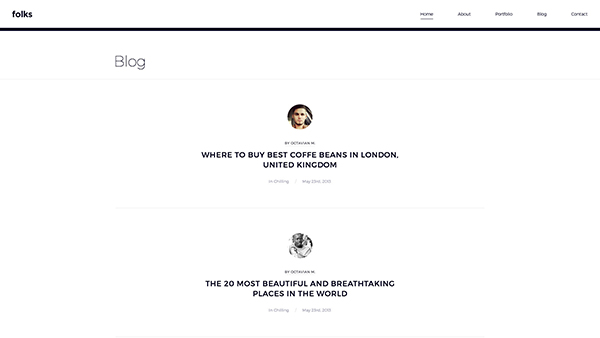 folks
Home About Portfolio Blog Contact
Blog
BY OCTAVIAN M.
WHERE TO BUY BEST COFFE BEANS IN LONDON,
UNITED KINGDOM
In Chilling / May 23rd, 2013
BY OCTAVIAN M.
THE 20 MOST BEAUTIFUL AND BREATHTAKING
PLACES IN THE WORLD
In Chilling / May 23rd, 2013